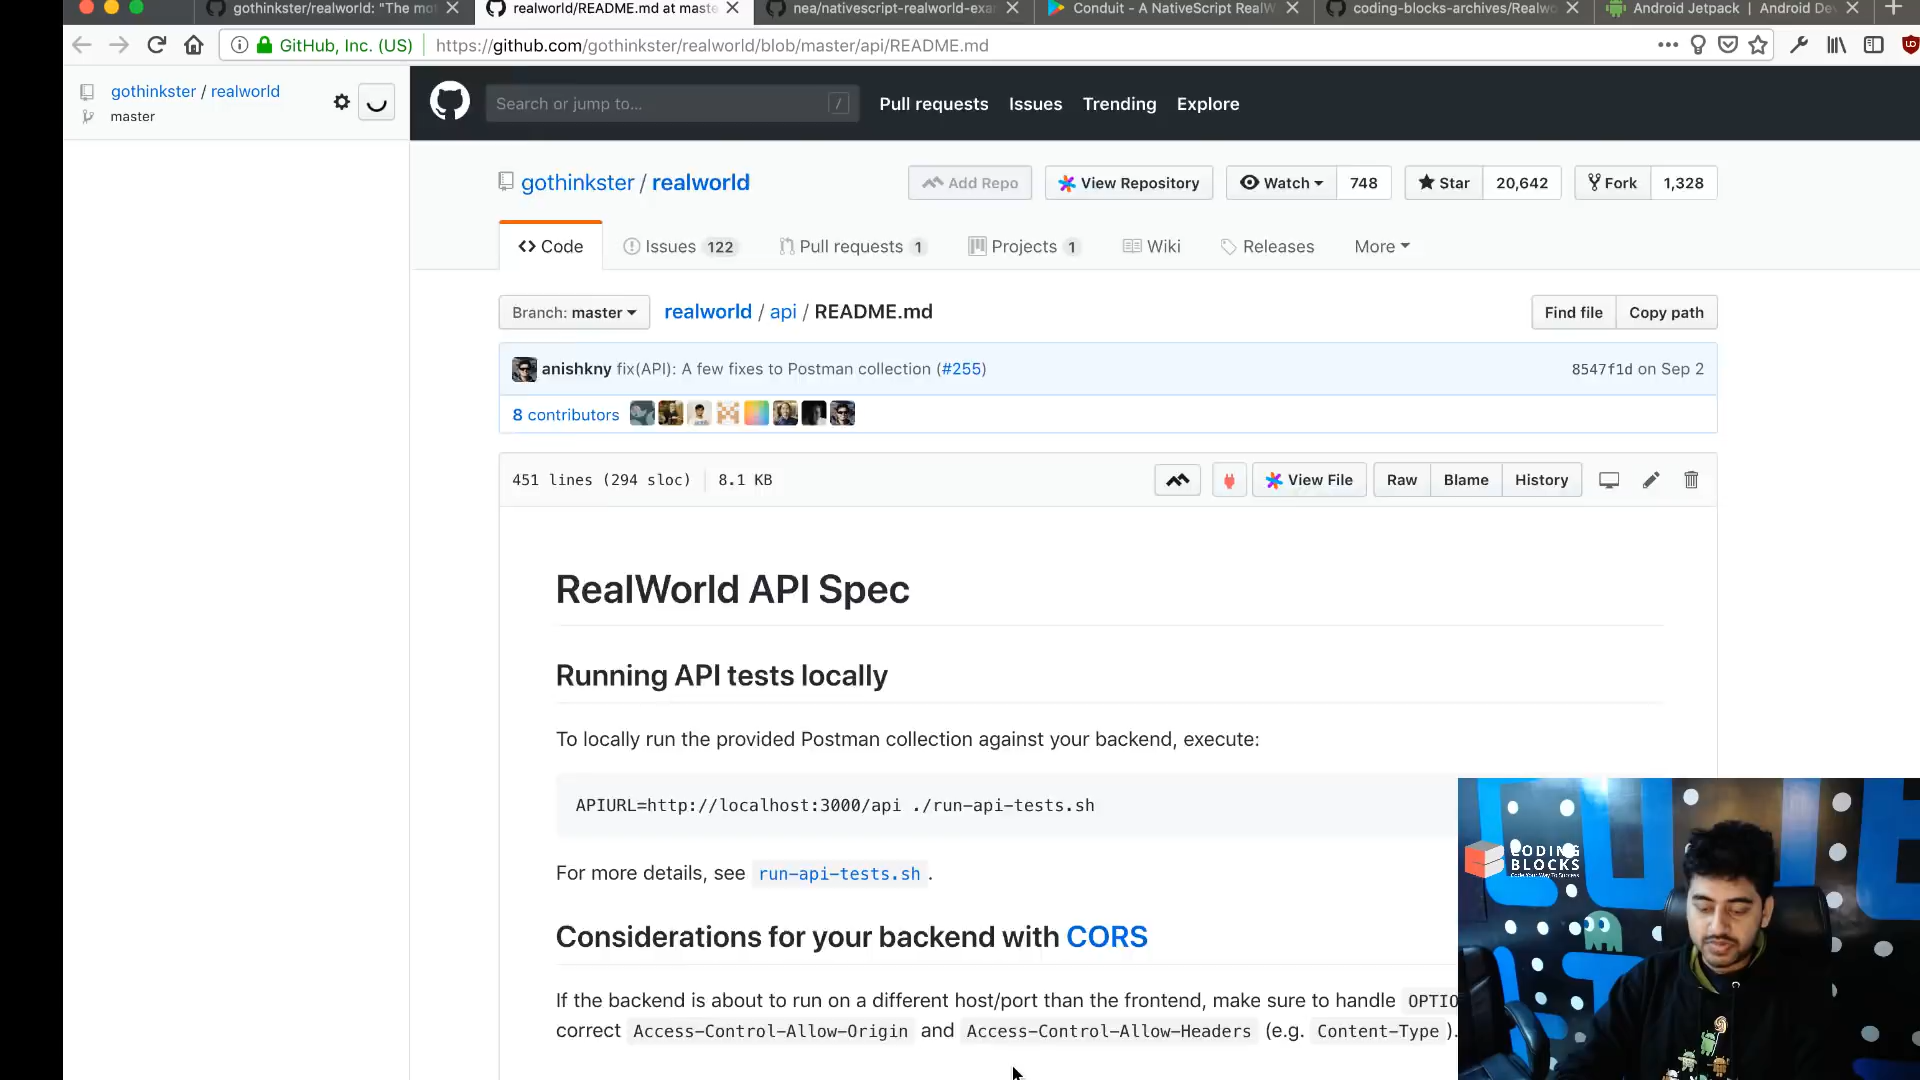 gothinkster/realworld: "The mot
realworld/README.md at maste
nea/nativescript-realworld-exa
Conduit - A NativeScript RealW
coding-blocks-archives/Realwo
Android Jetpack | Android Dev
GitHub, Inc. (US)
https://github.com/gothinkster/realworld/blob/master/api/README.md
gothinkster / realworld
master
Search or jump to... /
Pull requests Issues Trending Explore
gothinkster / realworld
Add Repo View Repository Watch 748 Star 20,642 Fork 1,328
Code Issues 122 Pull requests 1 Projects 1 Wiki Releases More
Branch: master realworld / api / README.md Find file Copy path
anishkny fix(API): A few fixes to Postman collection (#255) 8547f1d on Sep 2
8 contributors
451 lines (294 sloc) 8.1 KB View File Raw Blame History
RealWorld API Spec
Running API tests locally
To locally run the provided Postman collection against your backend, execute:
APIURL=http://localhost:3000/api ./run-api-tests.sh
For more details, see run-api-tests.sh .
Considerations for your backend with CORS
If the backend is about to run on a different host/port than the frontend, make sure to handle OPTIO
correct Access-Control-Allow-Origin and Access-Control-Allow-Headers (e.g. Content-Type ).
CODING
BLOCKS
Code Your Way To Success